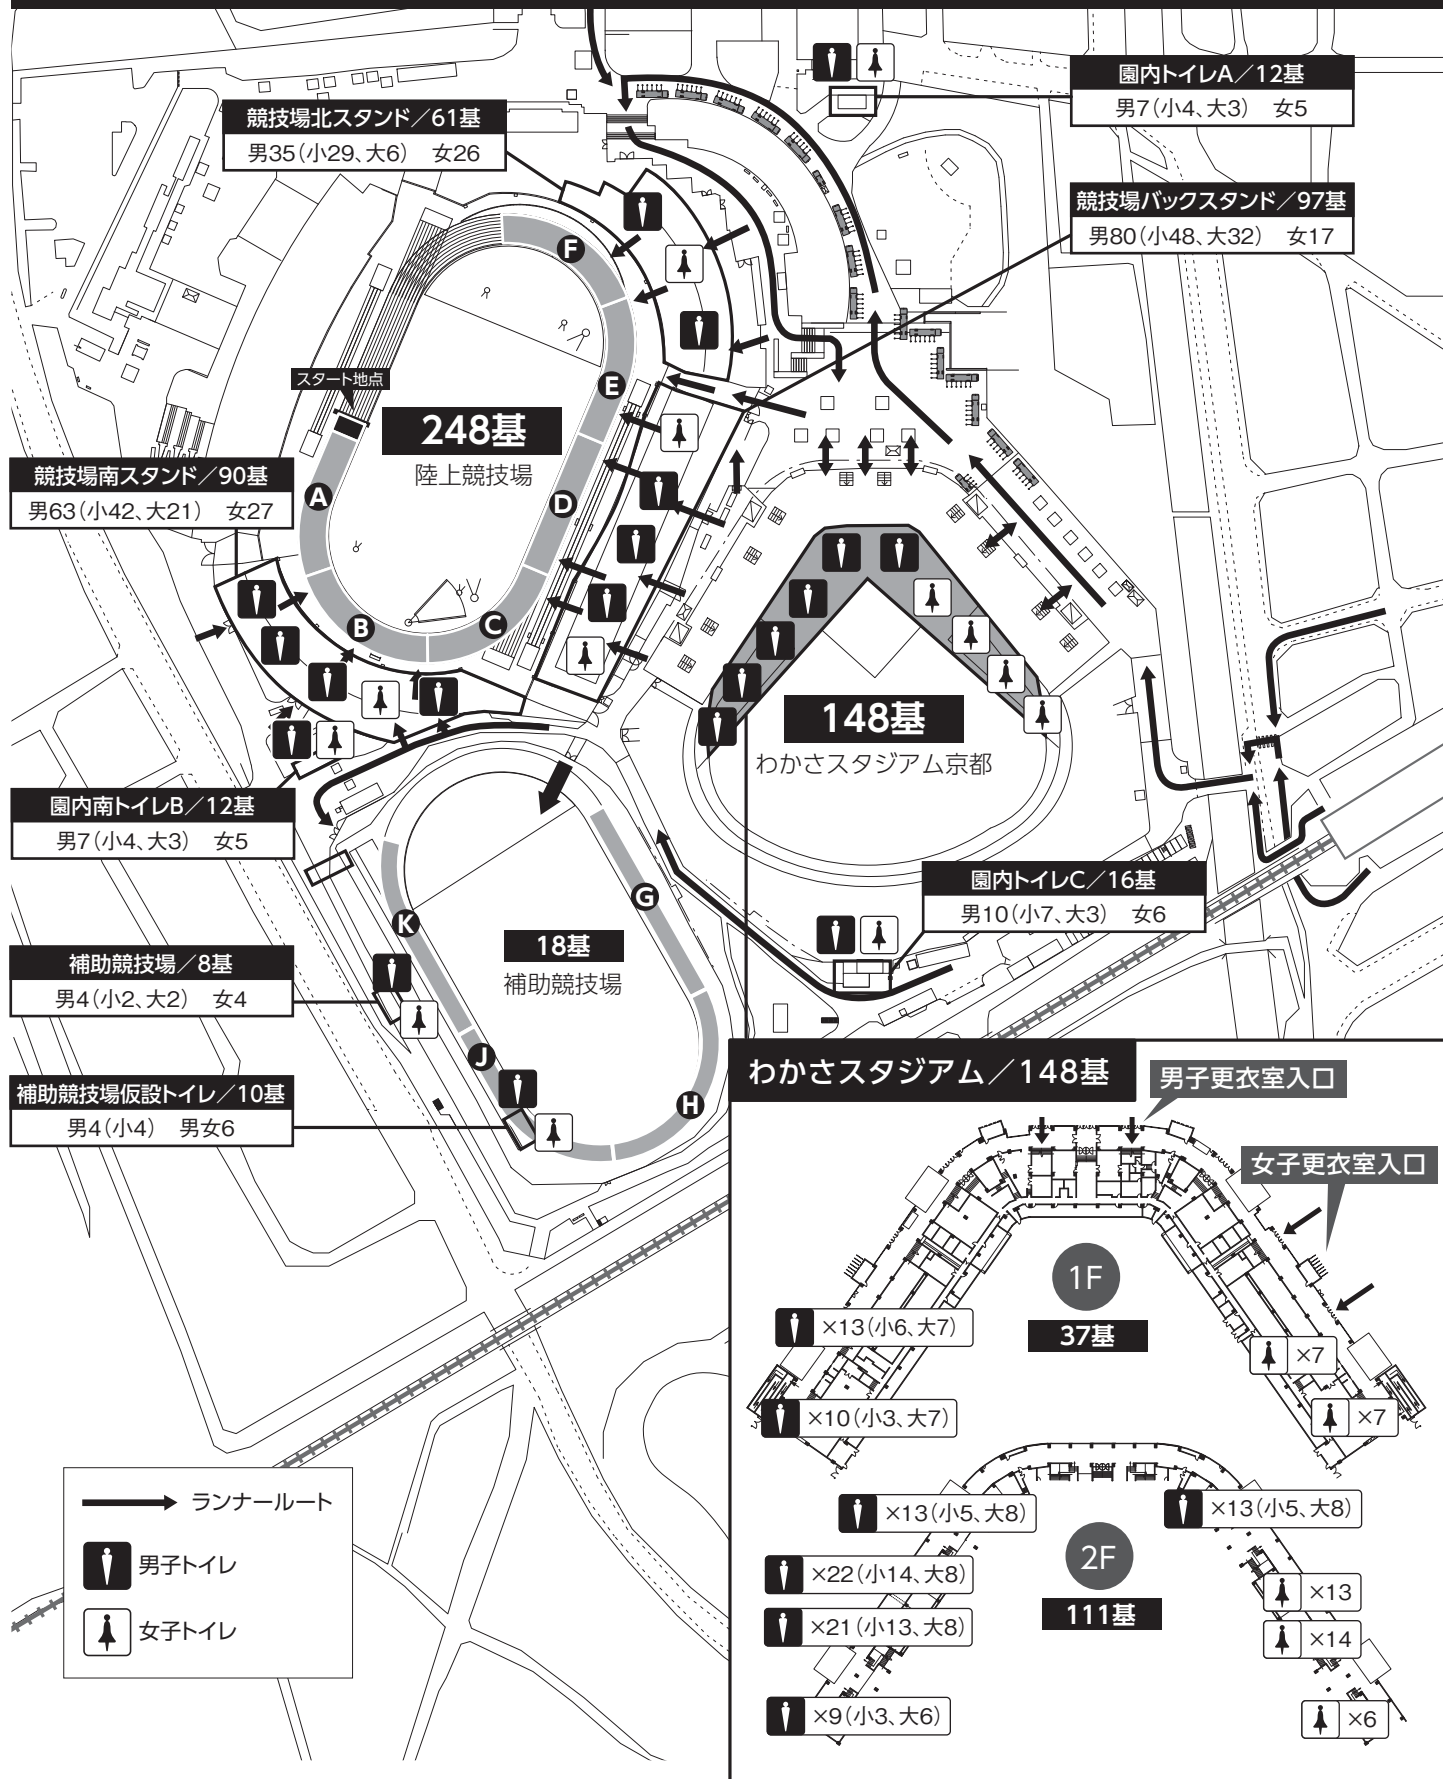 園内トイレA／12基
男7（小4、大3）　女5
競技場北スタンド／61基
男35（小29、大6）　女26
競技場バックスタンド／97基
男80（小48、大32）　女17
F
E
スタート地点
248基
陸上競技場
競技場南スタンド／90基
男63（小42、大21）　女27
A
D
B
C
148基
わかさスタジアム京都
園内南トイレB／12基
男7（小4、大3）　女5
園内トイレC／16基
男10（小7、大3）　女6
G
K
18基
補助競技場
補助競技場／8基
男4（小2、大2）　女4
J
H
補助競技場仮設トイレ／10基
男4（小4）　男女6
わかさスタジアム／148基
男子更衣室入口
女子更衣室入口
1F
37基
×13（小6、大7）
×7
×10（小3、大7）
×7
×13（小5、大8）
×13（小5、大8）
2F
111基
×22（小14、大8）
×13
×21（小13、大8）
×14
×9（小3、大6）
×6
ランナールート
男子トイレ
女子トイレ